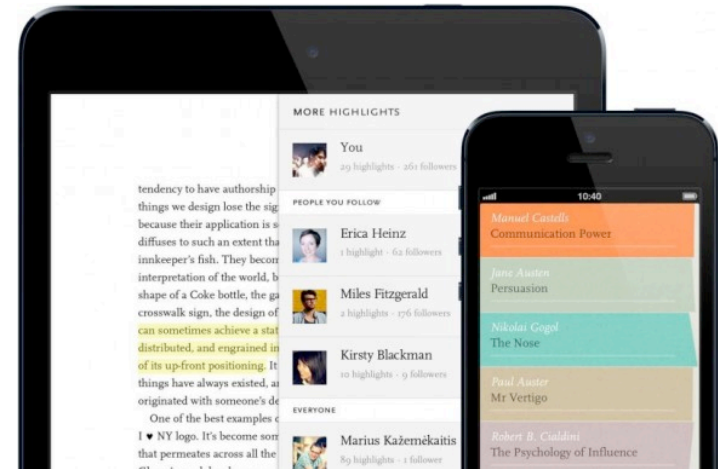 MORE HIGHLIGHTS
You
29 highlights · 261 followers
PEOPLE YOU FOLLOW
Erica Heinz
1 highlight · 62 followers
Miles Fitzgerald
2 highlights · 176 followers
Kirsty Blackman
10 highlights · 9 followers
EVERYONE
Marius Kažemėkaitis
89 highlights · 1 follower
tendency to have authorship
things we design lose the sig
because their application is s
diffuses to such an extent tha
innkeeper's fish. They becom
interpretation of the world, b
shape of a Coke bottle, the ga
crosswalk sign, the design of
can sometimes achieve a stat
distributed, and engrained in
of its up-front positioning. It
things have always existed, a
originated with someone's de
One of the best examples o
I ♥ NY logo. It's become som
that permeates across all the
10:40
Manuel Castells
Communication Power
Jane Austen
Persuasion
Nikolai Gogol
The Nose
Paul Auster
Mr Vertigo
Robert B. Cialdini
The Psychology of Influence